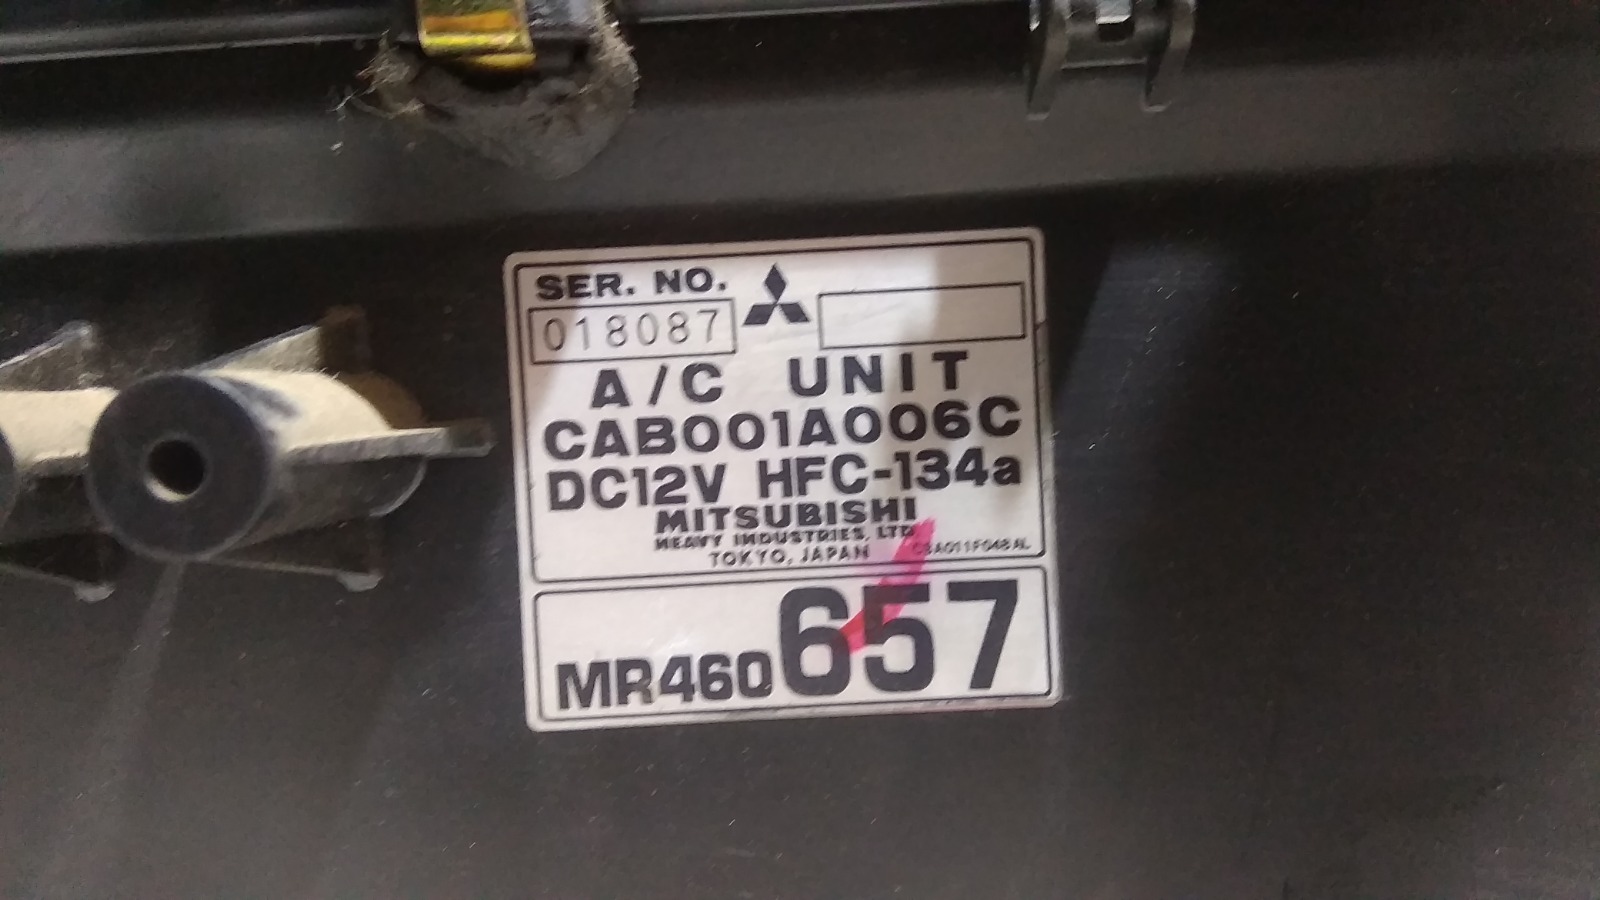 SER. NO.
018087
A/C UNIT
CAB001A006C
DC12V HFC-134a
MITSUBISHI
HEAVY INDUSTRIES, LTD.
TOKYO, JAPAN
MR460657